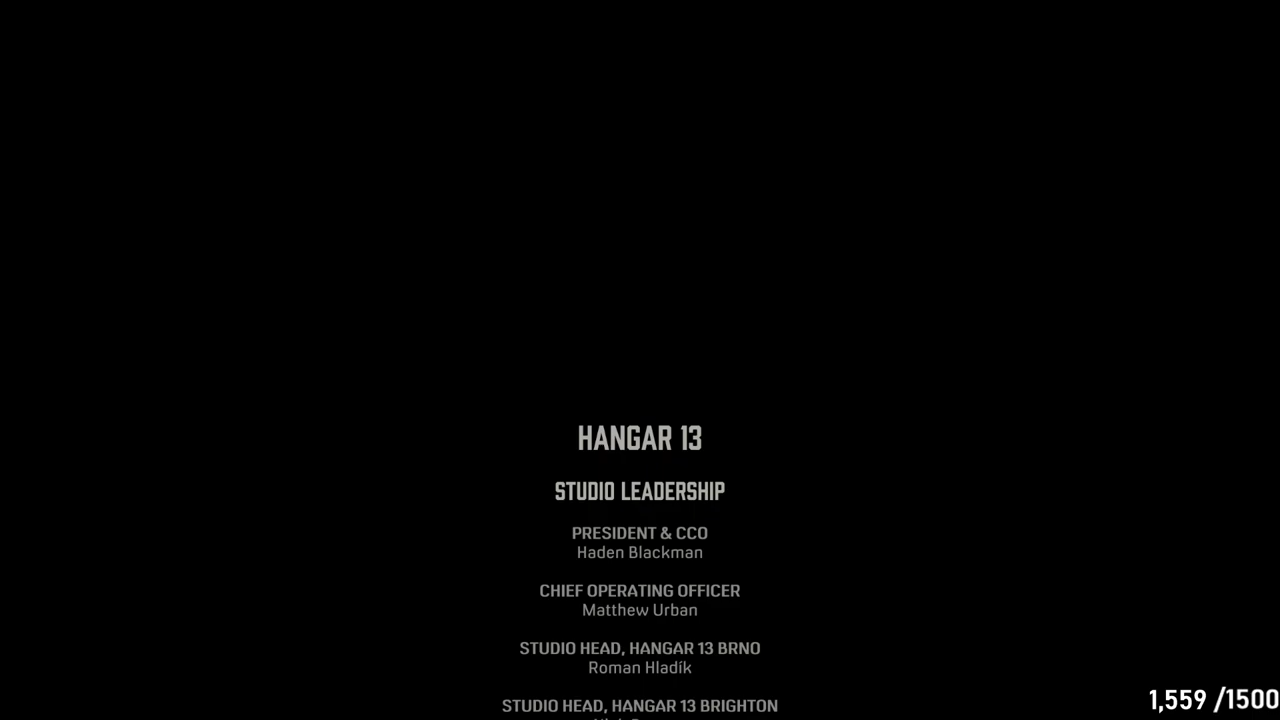 HANGAR 13
STUDIO LEADERSHIP
PRESIDENT & CCO
Haden Blackman
CHIEF OPERATING OFFICER
Matthew Urban
STUDIO HEAD, HANGAR 13 BRNO
Roman Hladík
STUDIO HEAD, HANGAR 13 BRIGHTON
1,559 /1500